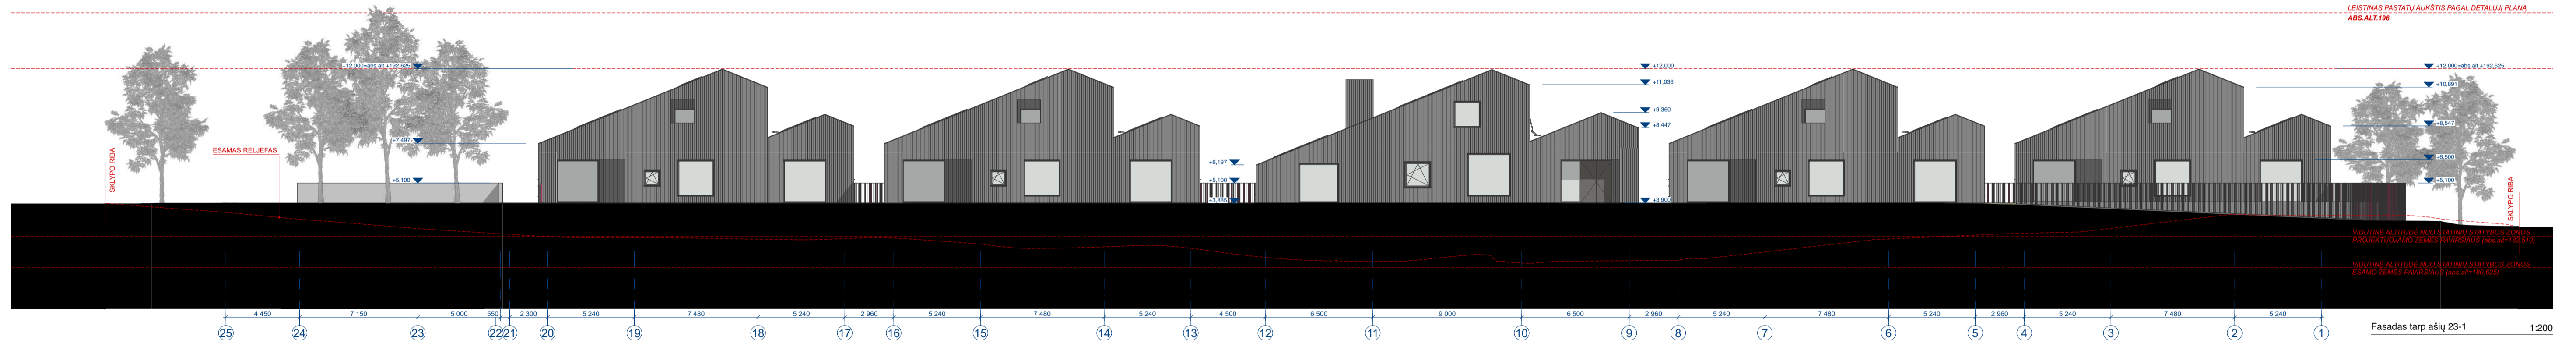 LEISTINAS PASTATŲ AUKŠTIS PAGAL DETALŲJĮ PLANĄ
ABS.ALT.196
+12,000=abs.alt.+192,625
+12,000
+12,000=abs.alt.+192,625
+11,036
+10,891
+8,360
+8,447
+8,547
+7,497
ESAMAS RELJEFAS
SKLYPO RIBA
+6,197
+6,500
+5,100
+5,100
+5,100
SKLYPO RIBA
+3,885
+3,900
VIDUTINĖ ALTITUDĖ NUO STATINIŲ STATYBOS ZONOS
PROJEKTUOJAMO ŽEMĖS PAVIRŠIAUS (abs.alt=182,510)
VIDUTINĖ ALTITUDĖ NUO STATINIŲ STATYBOS ZONOS
ESAMO ŽEMĖS PAVIRŠIAUS (abs.alt=180,625)
4 450 7 150 5 000 550 2 300 5 240 7 480 5 240 2 960 5 240 7 480 5 240 4 500 6 500 9 000 6 500 2 960 5 240 7 480 5 240 2 960 5 240 7 480 5 240
25 24 23 22 21 20 19 18 17 16 15 14 13 12 11 10 9 8 7 6 5 4 3 2 1
Fasadas tarp ašių 23-1 1:200